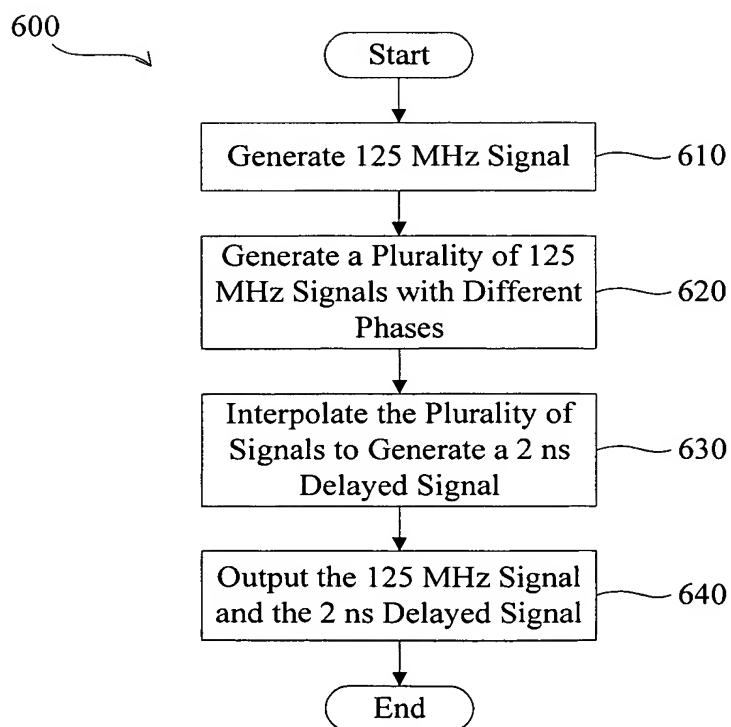 600
Start
Generate 125 MHz Signal
610
Generate a Plurality of 125
MHz Signals with Different
Phases
620
Interpolate the Plurality of
Signals to Generate a 2 ns
Delayed Signal
630
Output the 125 MHz Signal
and the 2 ns Delayed Signal
640
End